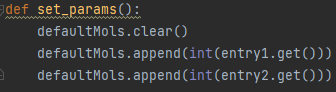 def set_params():
    defaultMols.clear()
    defaultMols.append(int(entry1.get()))
    defaultMols.append(int(entry2.get()))